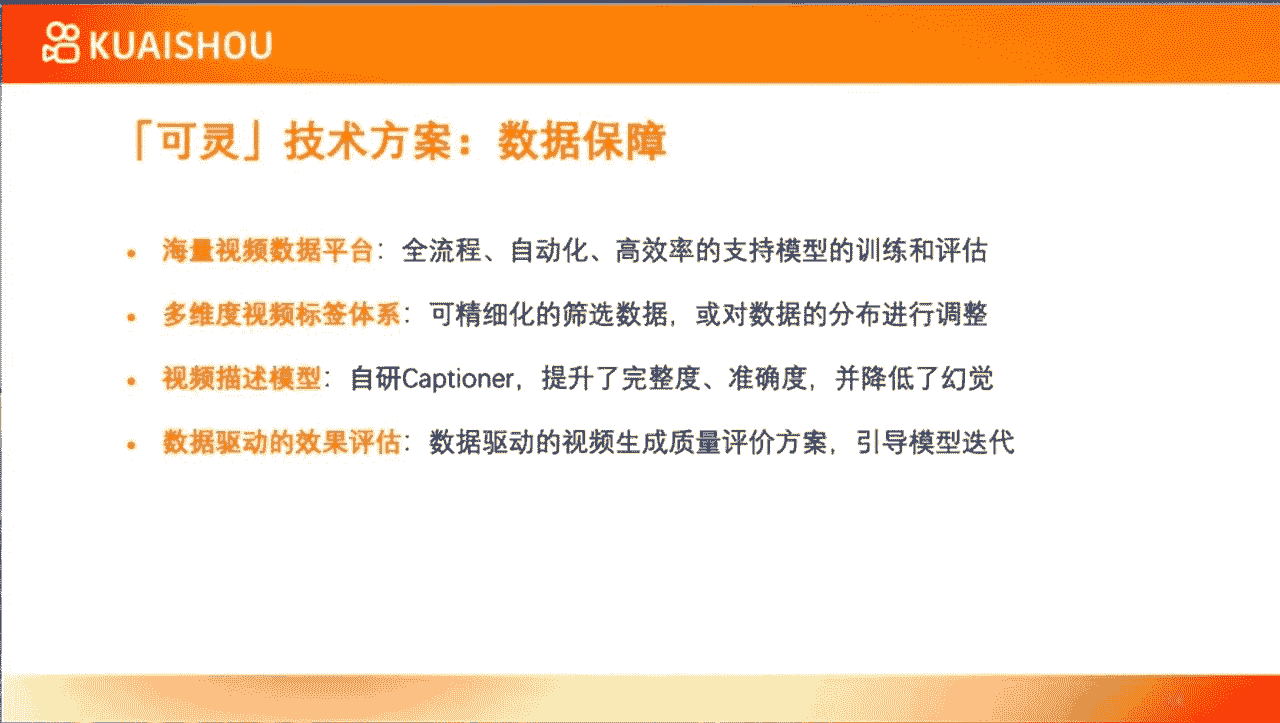 KUAISHOU
「可灵」技术方案：数据保障
• 海量视频数据平台：全流程、自动化、高效率的支持模型的训练和评估
• 多维度视频标签体系：可精细化的筛选数据，或对数据的分布进行调整
• 视频描述模型：自研Captioner，提升了完整度、准确度，并降低了幻觉
• 数据驱动的效果评估：数据驱动的视频生成质量评价方案，引导模型迭代